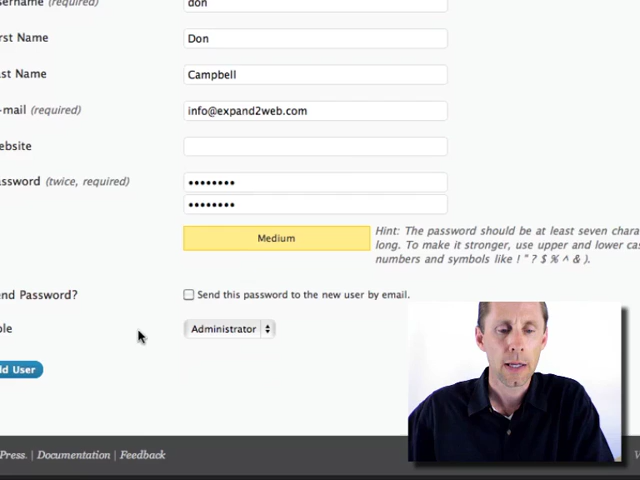 sername (required) don
irst Name Don
ast Name Campbell
-mail (required) info@expand2web.com
ebsite
assword (twice, required) ••••••••
••••••••
Medium
Hint: The password should be at least seven chara
long. To make it stronger, use upper and lower cas
numbers and symbols like ! " ? $ % ^ & ).
end Password? Send this password to the new user by email.
ole Administrator
dd User
Press. | Documentation | Feedback